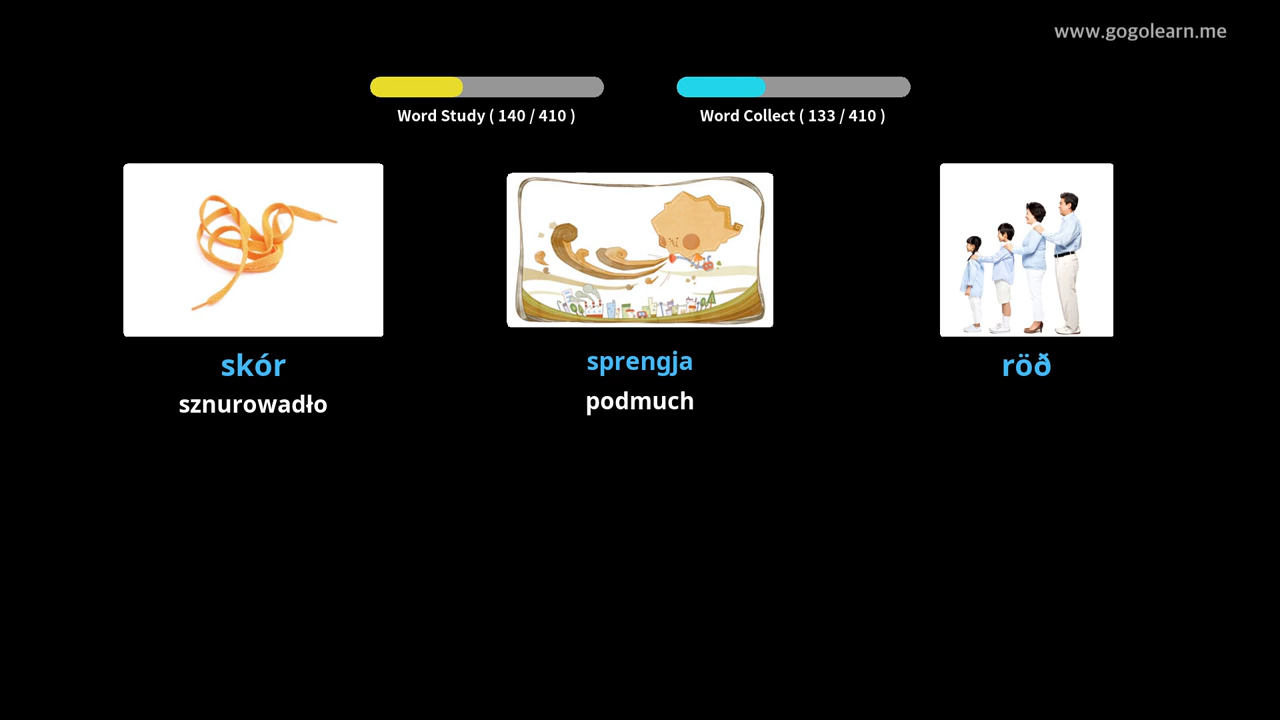 www.gogolearn.me
Word Study ( 140 / 410 )
Word Collect ( 133 / 410 )
skór
sznurowadło
sprengja
podmuch
röð